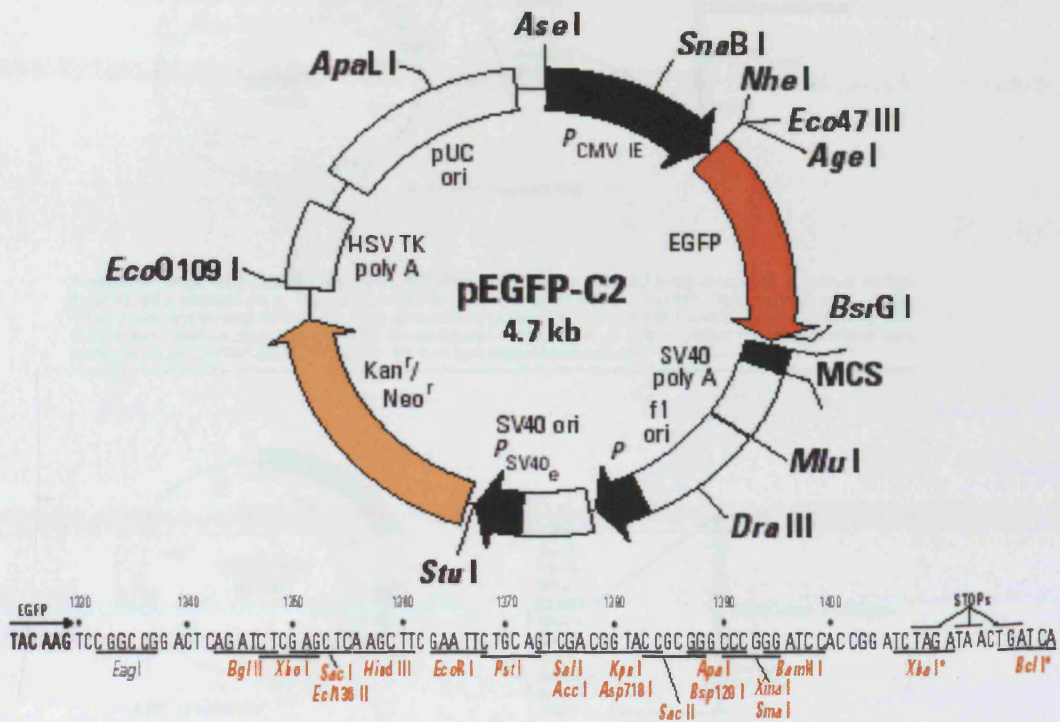 Ase I
SnaB I
ApaL I
Nhe I
Eco47 III
Age I
P CMV IE
pUC
ori
EGFP
HSV TK
poly A
EcoO109 I
pEGFP-C2
4.7 kb
BsrG I
SV40
poly A
MCS
Kan r/
Neo r
f1
ori
SV40 ori
P SV40 e
P
Mlu I
Dra III
Stu I
EGFP 1320 1340 1350 1360 1370 1380 1390 1400 STOPs
TAC AAG TCC GGC CGG ACT CAG ATC TCG AGC TCA AGC TTC GAA TTC TGC AGT CGA CGG TAC CGC GGG CCC GGG ATC CAC CGG ATC TAG ATA ACT GAT CA
Eag I Bgl II Xho I Sac I Hind III EcoR I Pst I Sal I Kpn I Apa I Xma I BamH I Xba I* Bcl I*
Ecl136 II Acc I Asp718 I Sac II Bsp120 I Sma I